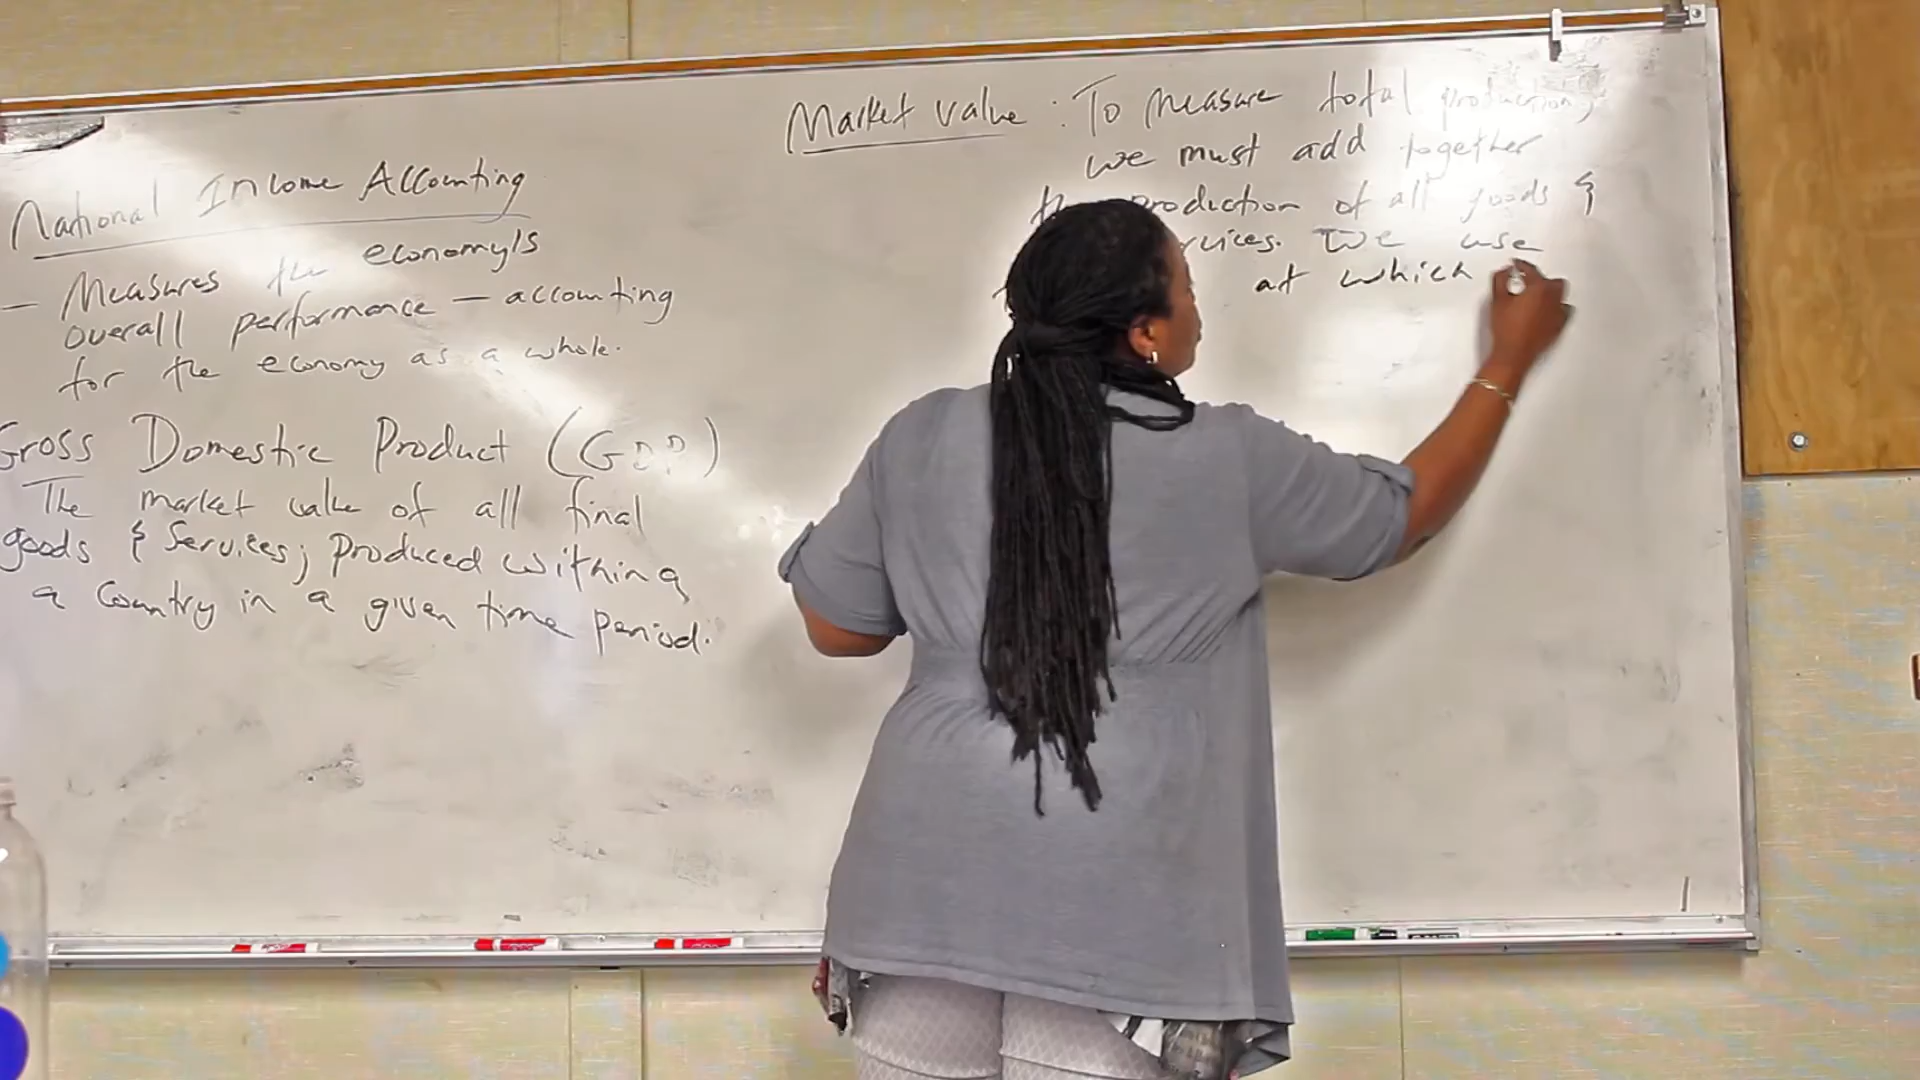 National Income Accounting
- Measures the economy's
overall performance - accounting
for the economy as a whole.
Gross Domestic Product (GDP)
The market value of all final
goods & Services; produced within
a Country in a given time period.
Market value: To measure total production,
we must add together
production of all goods &
We use
at which